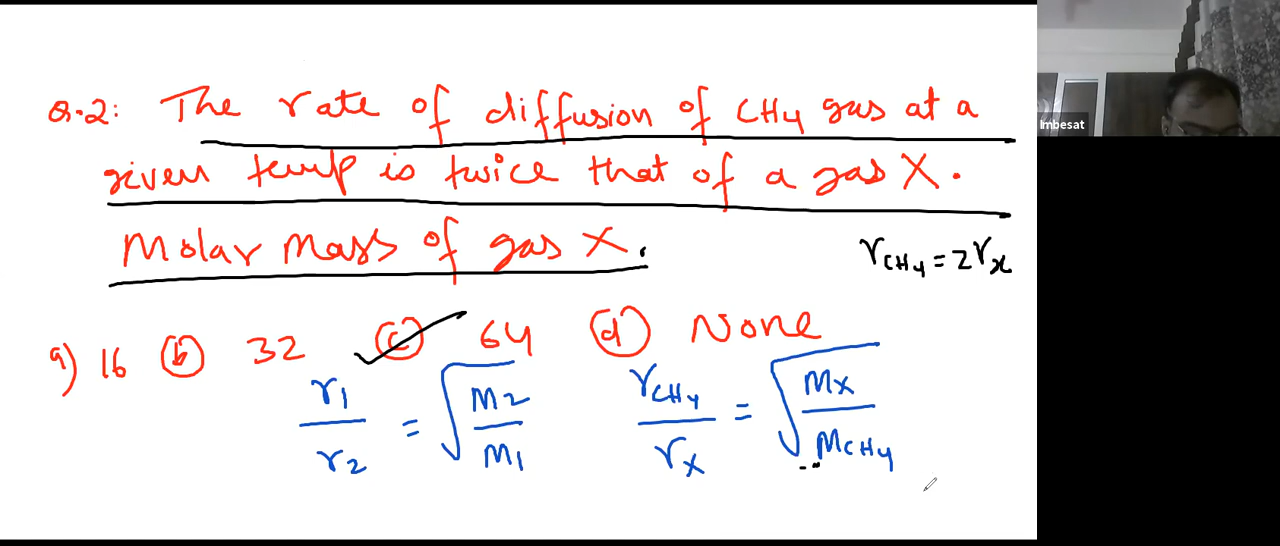 Q.2: The rate of diffusion of CH4 gas at a
given temp is twice that of a gas X.
Molar Mass of gas X.
rCH4 = 2rx
a) 16 (b) 32 (c) 64 (d) None
r1/r2 = √(M2/M1) rCH4/rX = √(MX/MCH4)
Imbesat